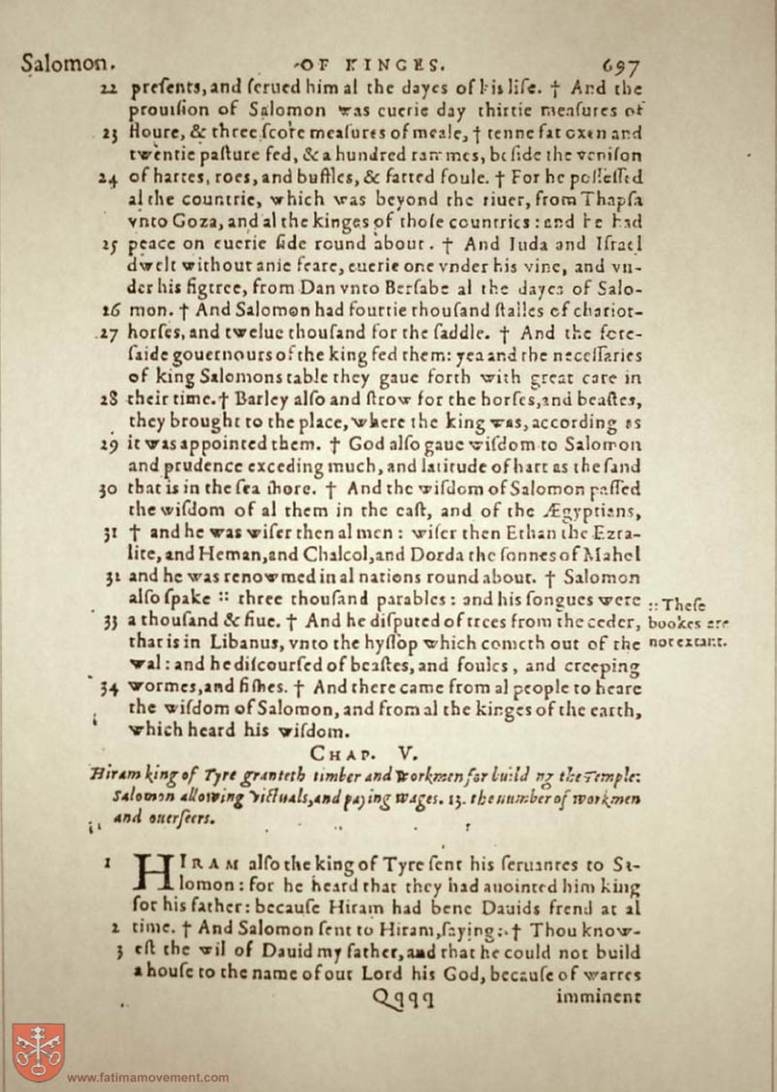 Salomon. OF KINGES. 697
22 preſents, and ſerued him al the dayes of his life. † And the
prouiſion of Salomon was euerie day thirtie meaſures of
23 floure, & three ſcore meaſures of meale, † tenne fat oxen and
twentie paſture fed, & a hundred rammes, beſide the veniſon
24 of hartes, roes, and buffles, & fatted foule. † For he poſſeſſed
al the countrie, which was beyond the riuer, from Thapſa
vnto Goza, and al the kinges of thoſe countries: and he had
25 peace on euerie ſide round about. † And Iuda and Iſrael
dwelt without anie feare, euerie one vnder his vine, and vn-
der his figtree, from Dan vnto Berſabe al the dayes of Salo-
26 mon. † And Salomon had fourtie thouſand ſtalles of chariot-
27 horſes, and twelue thouſand for the ſaddle. † And the fore-
ſaide gouernours of the king fed them: yea and the neceſſaries
of king Salomons table they gaue forth with great care in
28 their time. † Barley alſo and ſtrow for the horſes, and beaſtes,
they brought to the place, where the king was, according as
29 it was appointed them. † God alſo gaue wiſdom to Salomon
and prudence exceding much, and latitude of hart as the ſand
30 that is in the ſea ſhore. † And the wiſdom of Salomon paſſed
the wiſdom of al them in the eaſt, and of the Ægyptians,
31 † and he was wiſer then al men: wiſer then Ethan the Ezra-
lite, and Heman, and Chalcol, and Dorda the ſonnes of Mahol
31 and he was renowmed in al nations round about. † Salomon
alſo ſpake :: three thouſand parables: and his ſongues were
:: Theſe
33 a thouſand & fiue. † And he diſputed of trees from the ceder,
bookes are
that is in Libanus, vnto the hyſſop which cometh out of the
not extant.
wal: and he diſcourſed of beaſtes, and foules, and creeping
34 wormes, and fiſhes. † And there came from al people to heare
the wiſdom of Salomon, and from al the kinges of the earth,
which heard his wiſdom.
CHAP. V.
Hiram king of Tyre granteth timber and workmen for building the Temple:
Salomon allowing victuals, and paying wages. 13. the number of workmen
and ouerſeers.
1 HIRAM alſo the king of Tyre ſent his ſeruantes to Sa-
lomon: for he heard that they had anointed him king
for his father: becauſe Hiram had bene Dauids frend at al
2 time. † And Salomon ſent to Hiram, ſaying: † Thou know-
3 eſt the wil of Dauid my father, and that he could not build
a houſe to the name of out Lord his God, becauſe of warres
Qqqq imminent
www.fatimamovement.com